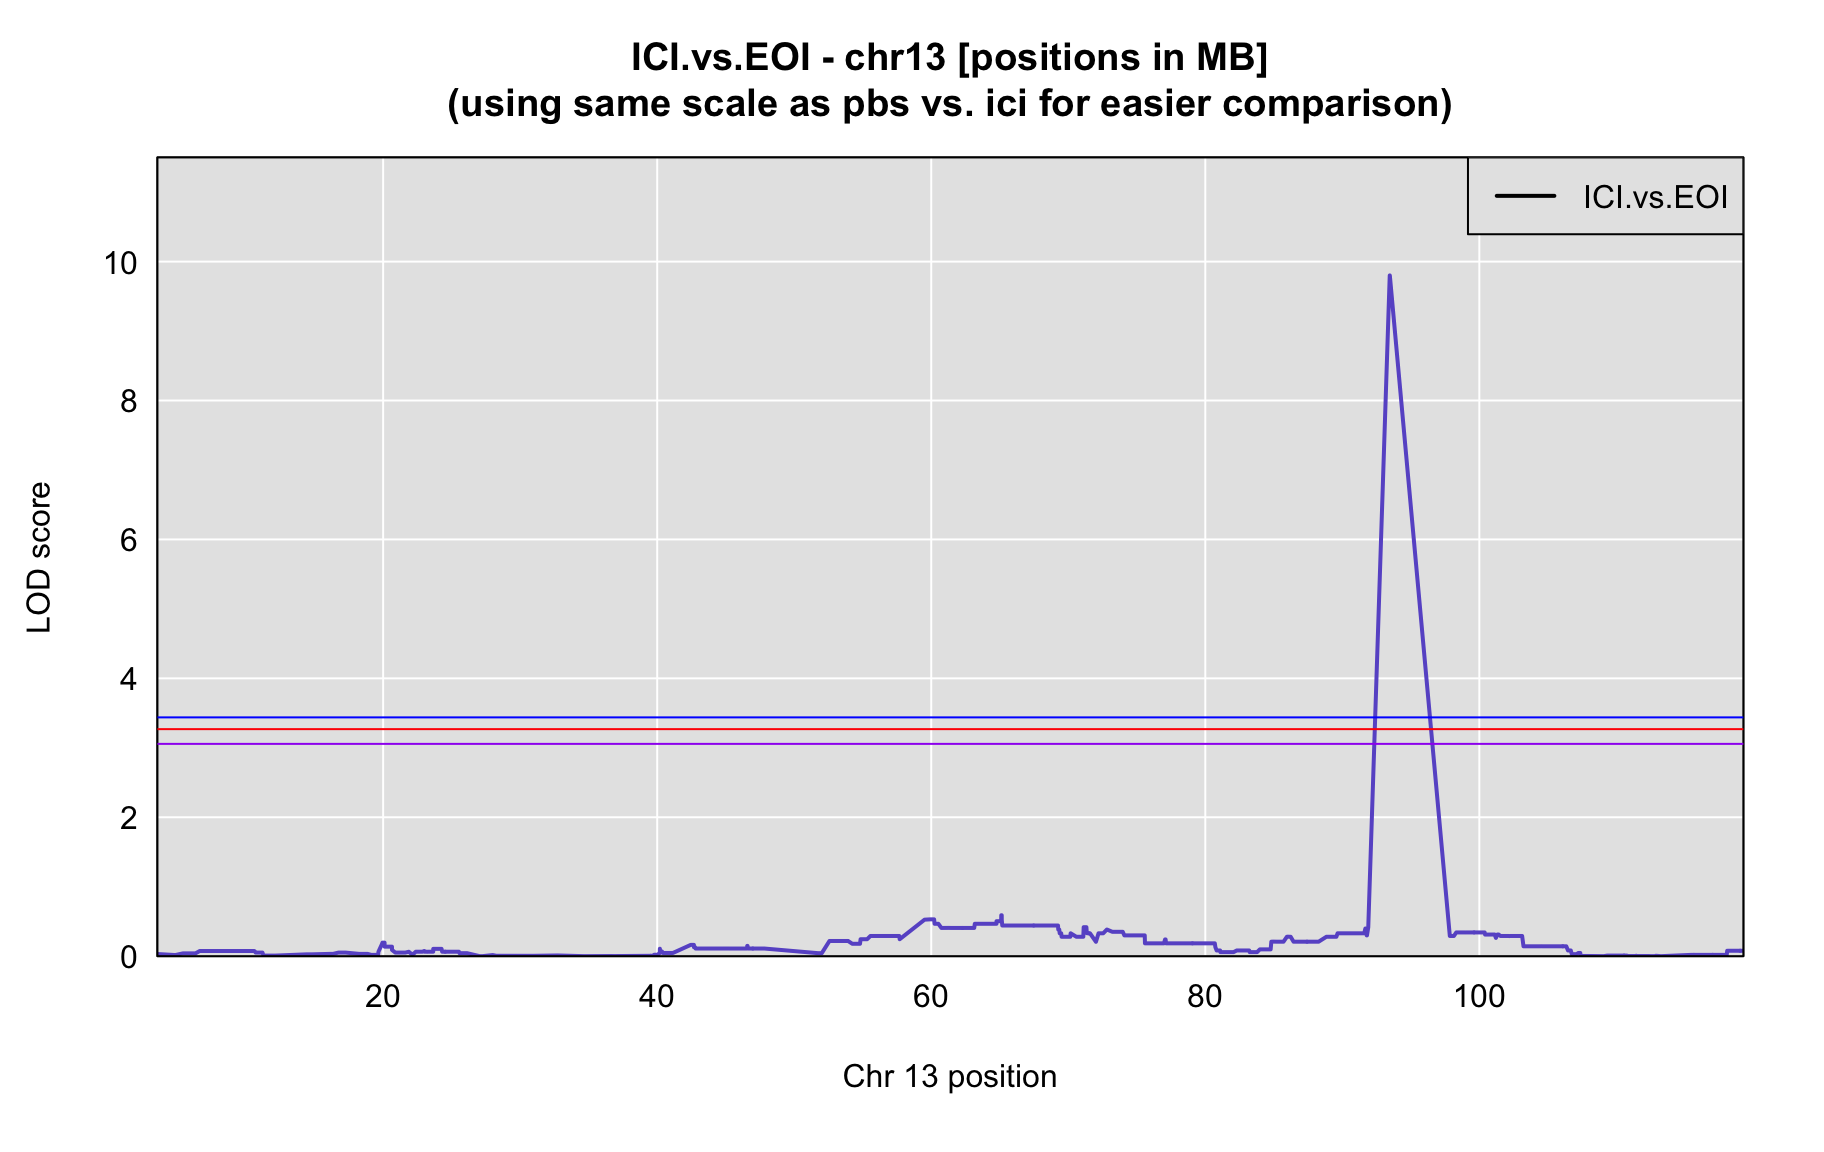 ICI.vs.EOI - chr13 [positions in MB]
(using same scale as pbs vs. ici for easier comparison)
ICI.vs.EOI
10
8
6
4
2
0
LOD score
20 40 60 80 100
Chr 13 position